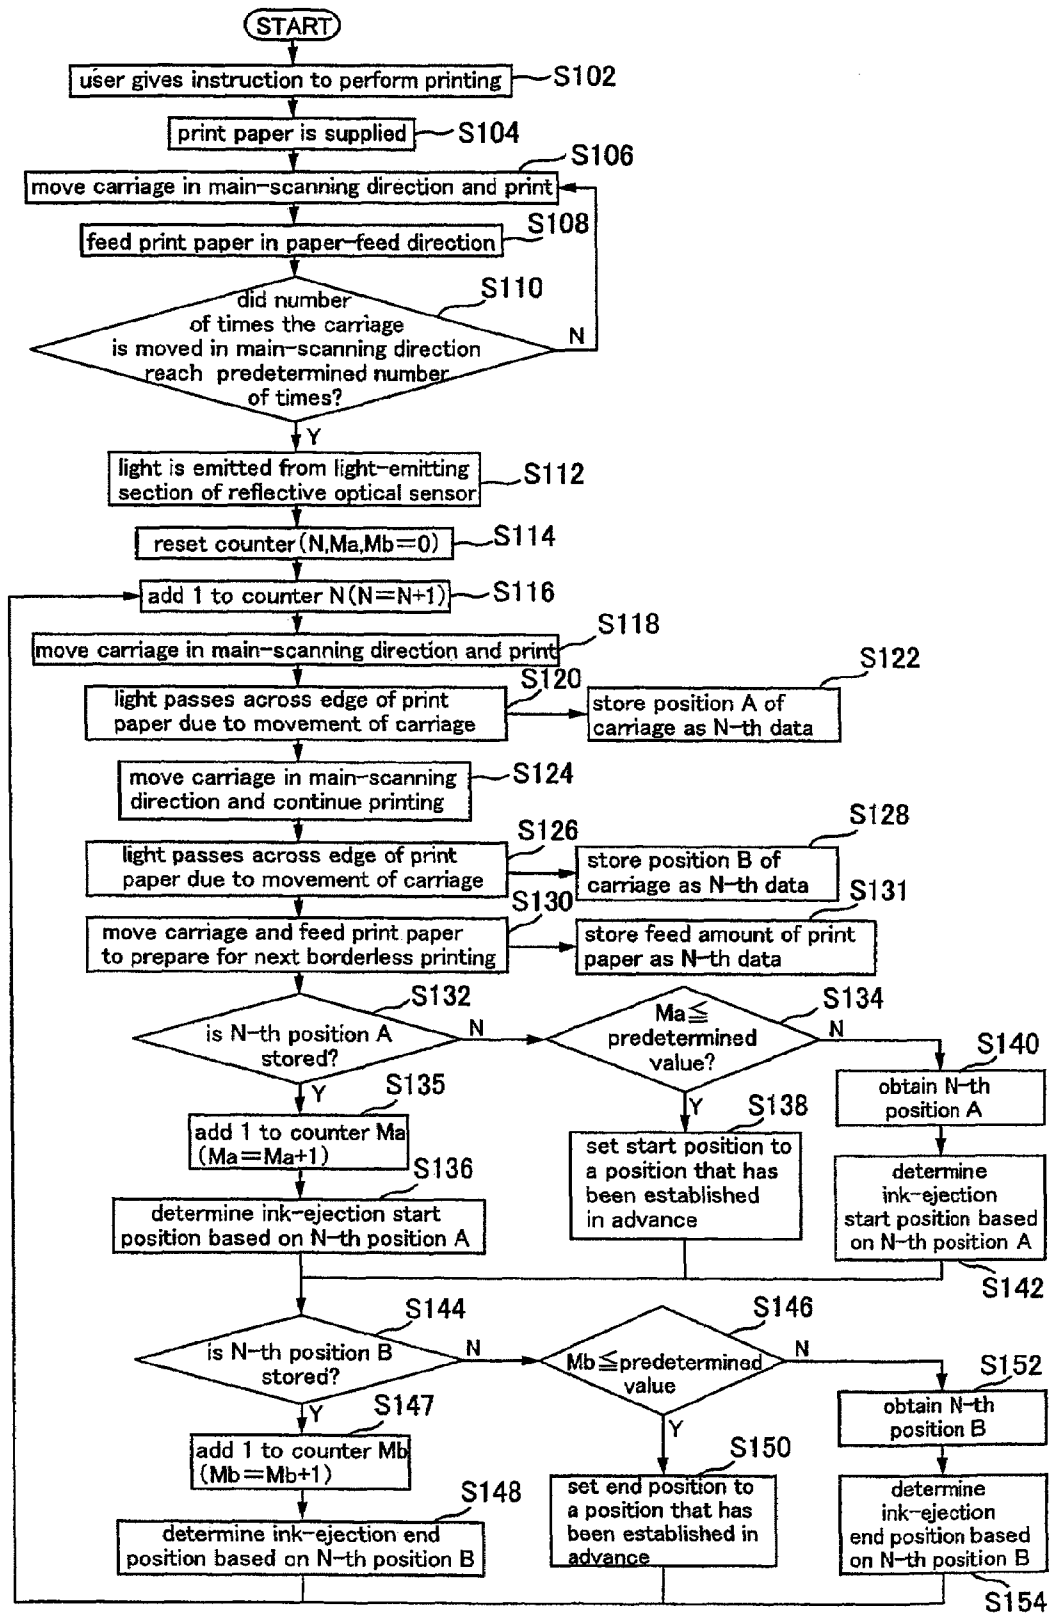 START
user gives instruction to perform printing
S102
print paper is supplied
S104
S106
move carriage in main-scanning direction and print
S108
feed print paper in paper-feed direction
S110
did number
of times the carriage
is moved in main-scanning direction
reach predetermined number
of times?
N
Y
light is emitted from light-emitting
section of reflective optical sensor
S112
reset counter(N,Ma,Mb=0)
S114
add 1 to counter N(N=N+1)
S116
S118
move carriage in main-scanning direction and print
S120
light passes across edge of print
paper due to movement of carriage
S122
store position A of
carriage as N-th data
move carriage in main-scanning
direction and continue printing
S124
S126
light passes across edge of print
paper due to movement of carriage
S128
store position B of
carriage as N-th data
S130
move carriage and feed print paper
to prepare for next borderless printing
S131
store feed amount of print
paper as N-th data
S132
is N-th position A
stored?
N
Y
S134
Ma≦
predetermined
value?
N
Y
S135
add 1 to counter Ma
(Ma=Ma+1)
S136
determine ink-ejection start
position based on N-th position A
S138
set start position to
a position that has
been established
in advance
S140
obtain N-th
position A
determine
ink-ejection
start position based
on N-th position A
S142
S144
is N-th position B
stored?
N
Y
S146
Mb≦predetermined
value
N
Y
S147
add 1 to counter Mb
(Mb=Mb+1)
S148
determine ink-ejection end
position based on N-th position B
S150
set end position to
a position that has
been established in
advance
S152
obtain N-th
position B
determine
ink-ejection
end position based
on N-th position B
S154